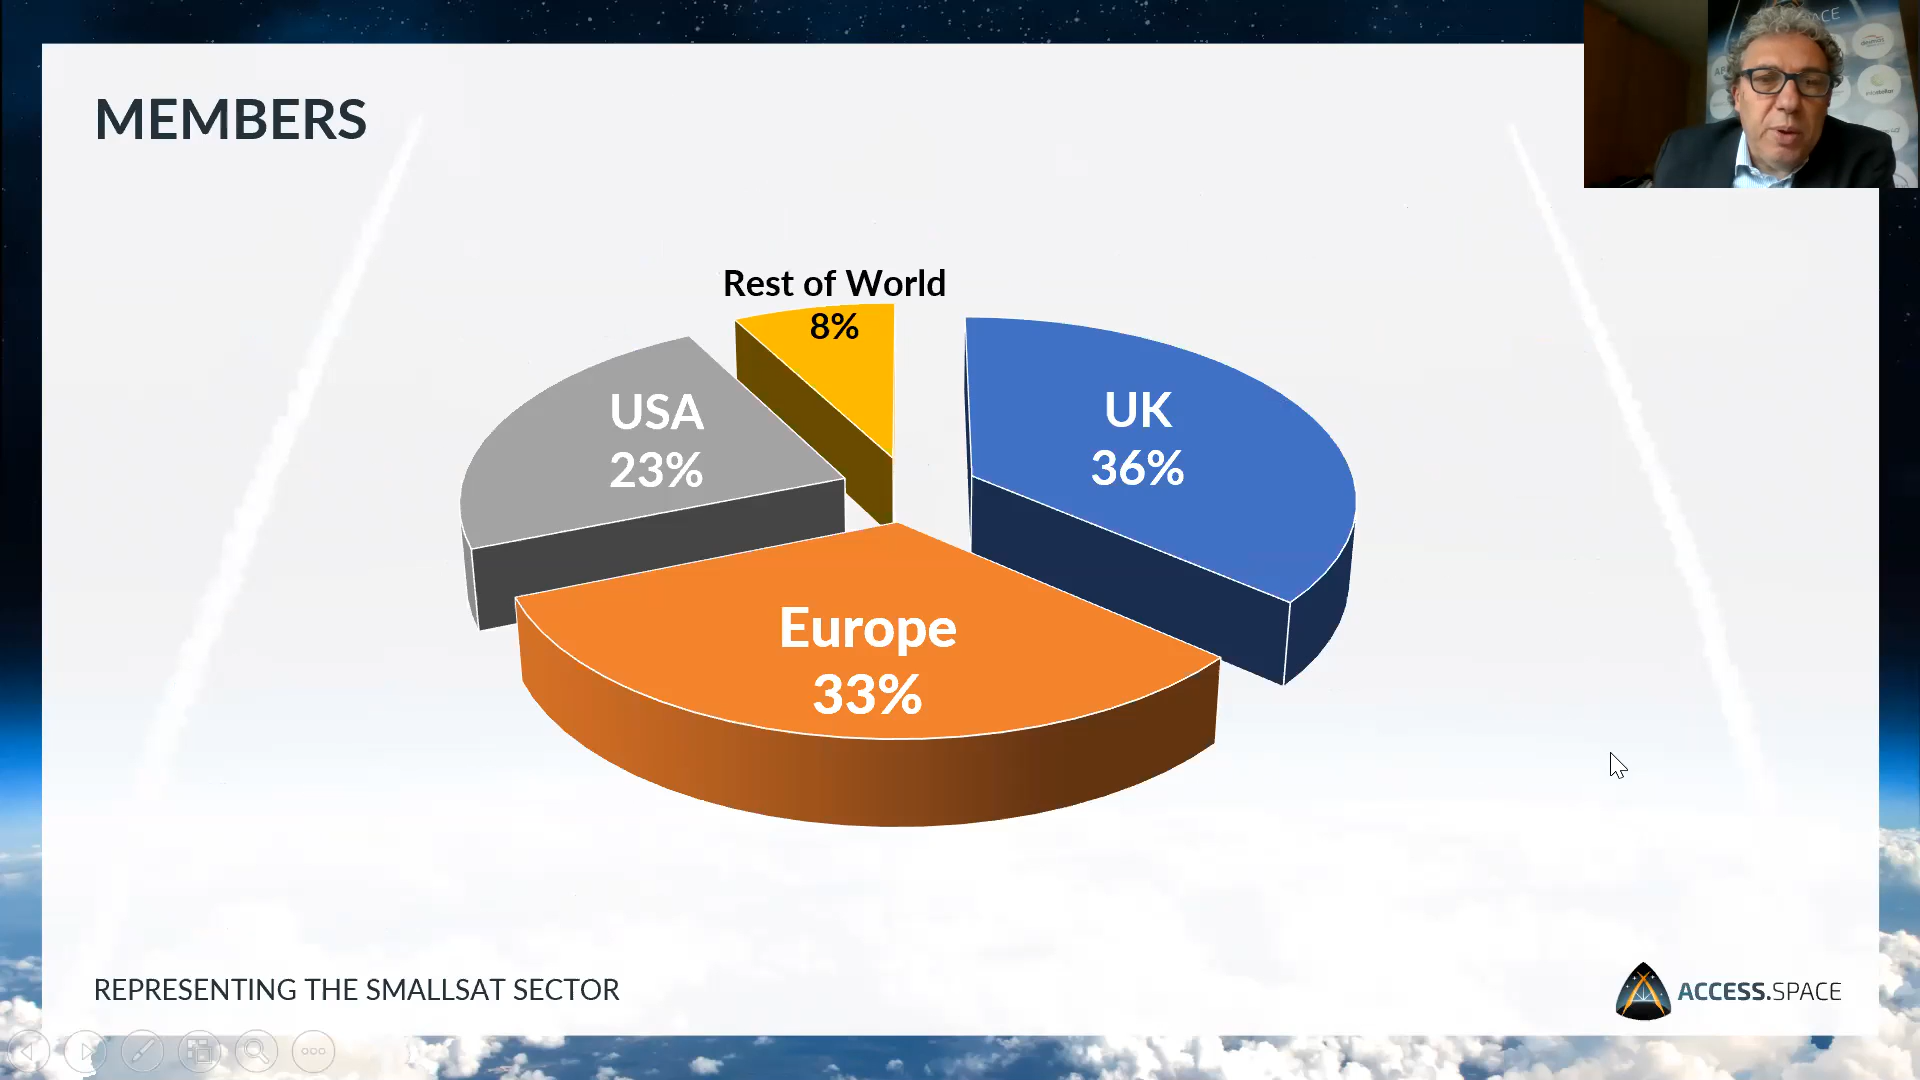 MEMBERS
Rest of World
8%
USA
23%
UK
36%
Europe
33%
REPRESENTING THE SMALLSAT SECTOR
ACCESS.SPACE